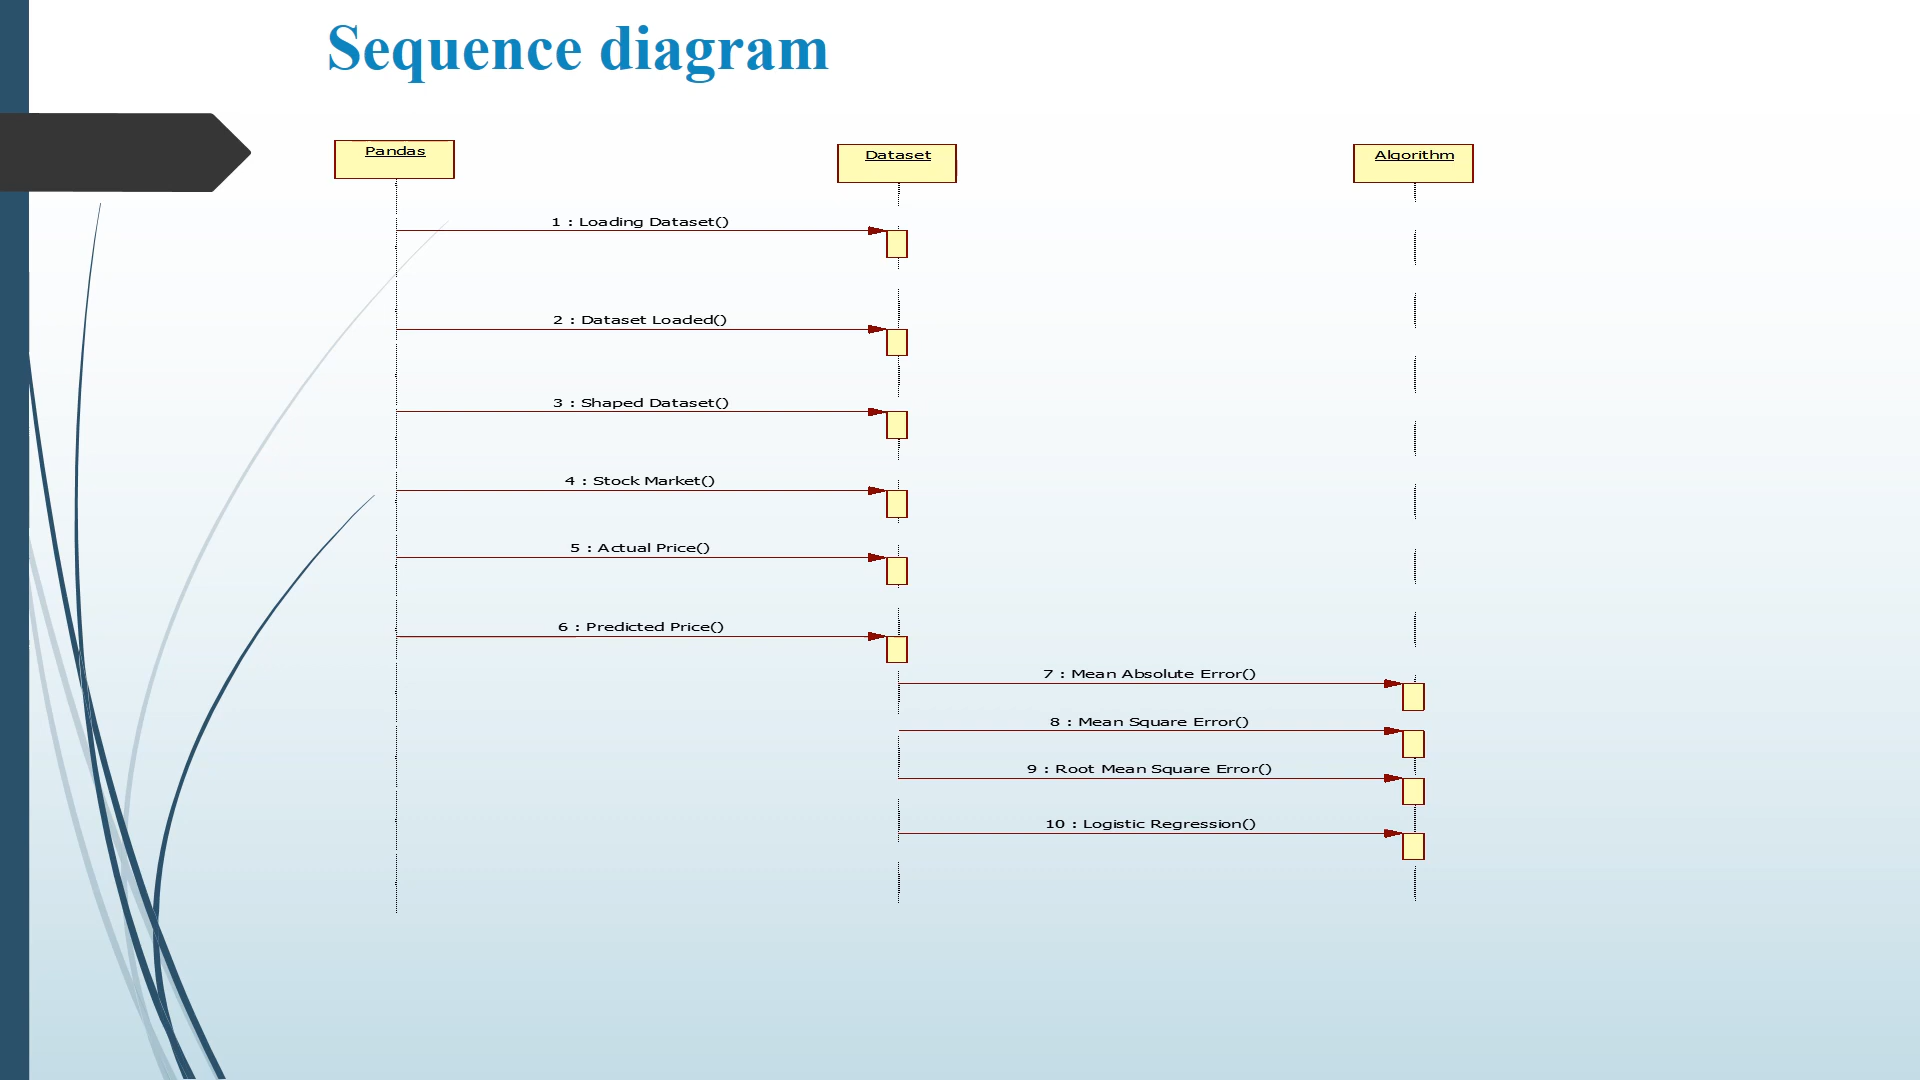 Sequence diagram
Pandas
Dataset
Algorithm
1 : Loading Dataset()
2 : Dataset Loaded()
3 : Shaped Dataset()
4 : Stock Market()
5 : Actual Price()
6 : Predicted Price()
7 : Mean Absolute Error()
8 : Mean Square Error()
9 : Root Mean Square Error()
10 : Logistic Regression()